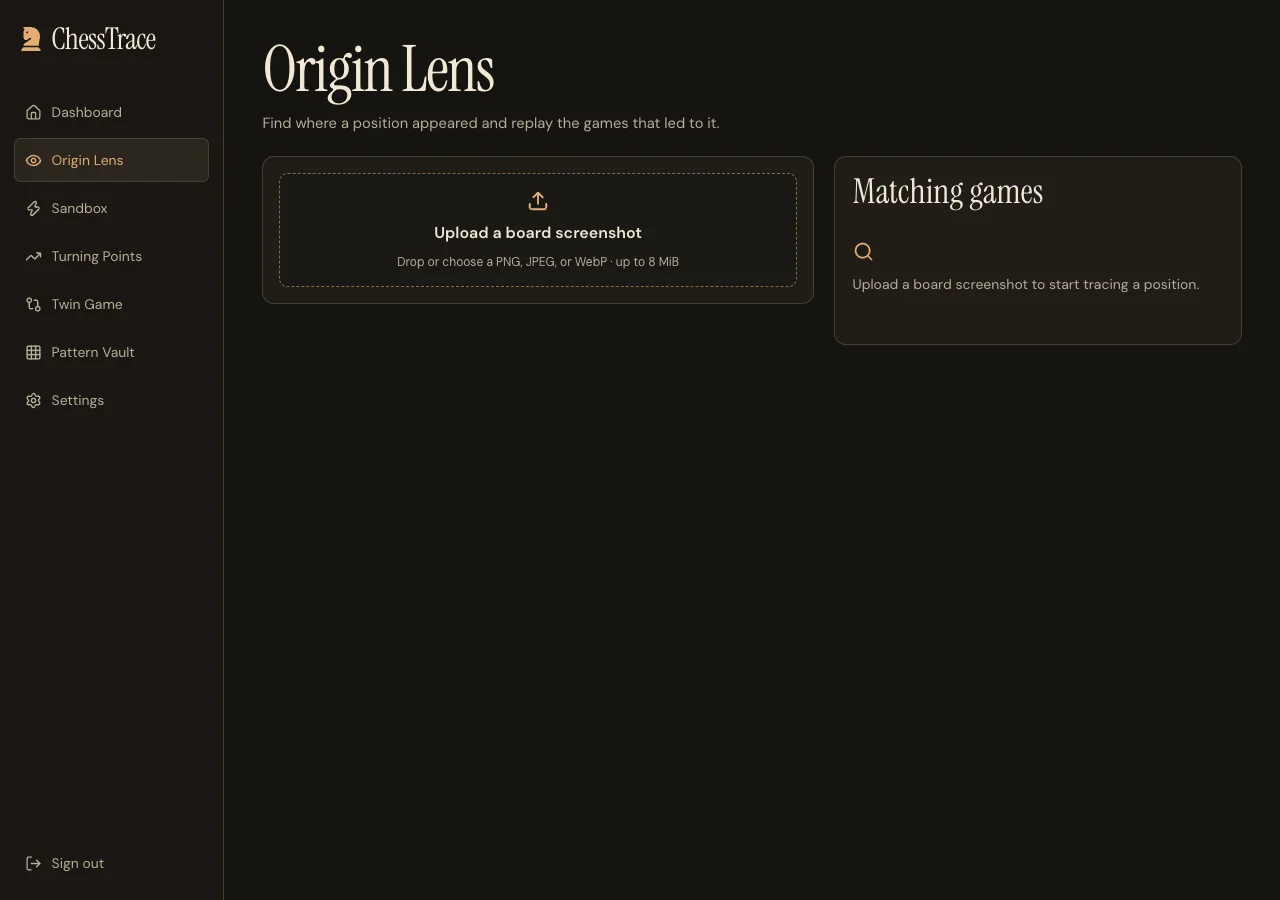 ChessTrace
Dashboard
Origin Lens
Sandbox
Turning Points
Twin Game
Pattern Vault
Settings
Sign out
Origin Lens
Find where a position appeared and replay the games that led to it.
Upload a board screenshot
Drop or choose a PNG, JPEG, or WebP · up to 8 MiB
Matching games
Upload a board screenshot to start tracing a position.